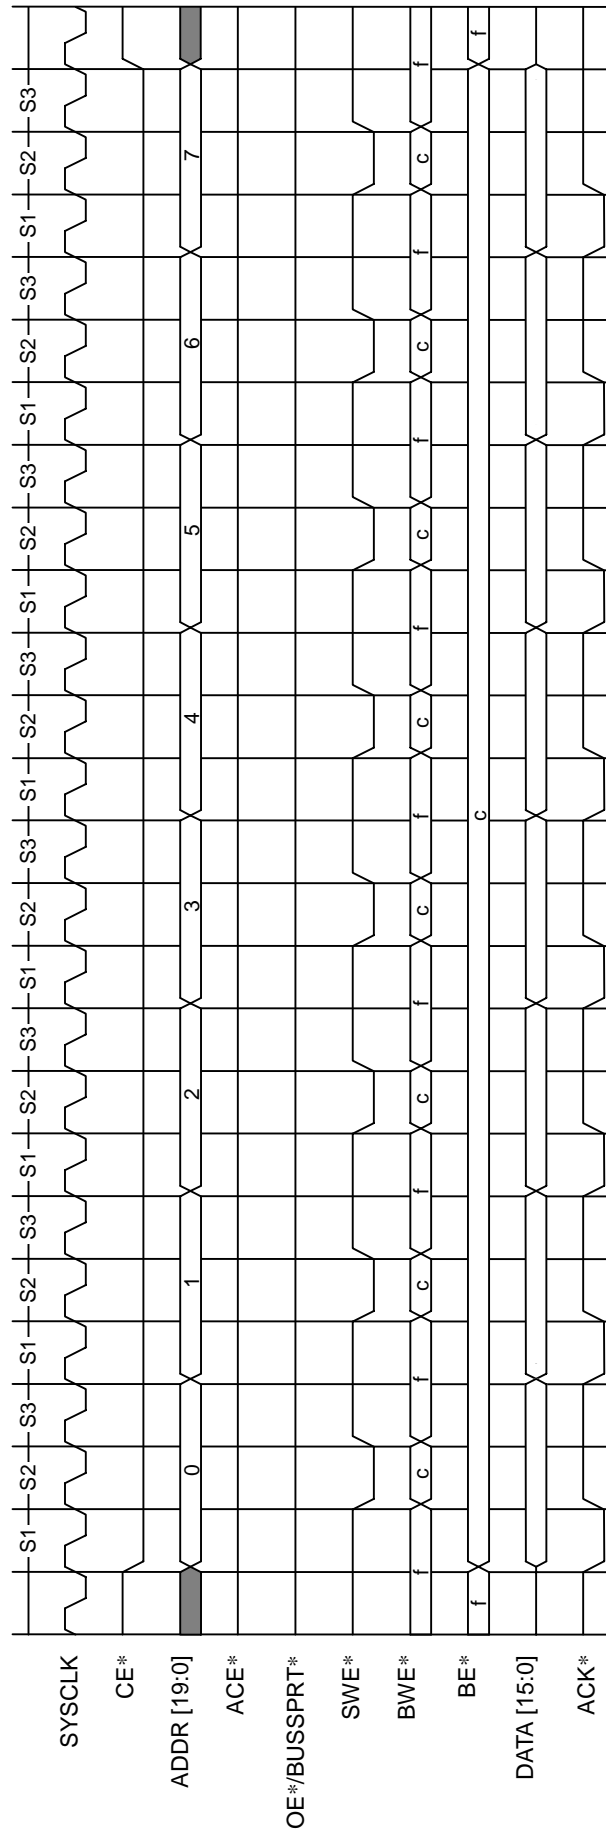 S1 S2 S3 S1 S2 S3 S1 S2 S3 S1 S2 S3 S1 S2 S3 S1 S2 S3 S1 S2 S3 S1 S2 S3
SYSCLK
CE*
ADDR [19:0] 0 1 2 3 4 5 6 7
ACE*
OE*/BUSSPRT*
SWE*
BWE* f c f c f c f c f c f c f c f c f
BE* f c f
DATA [15:0]
ACK*